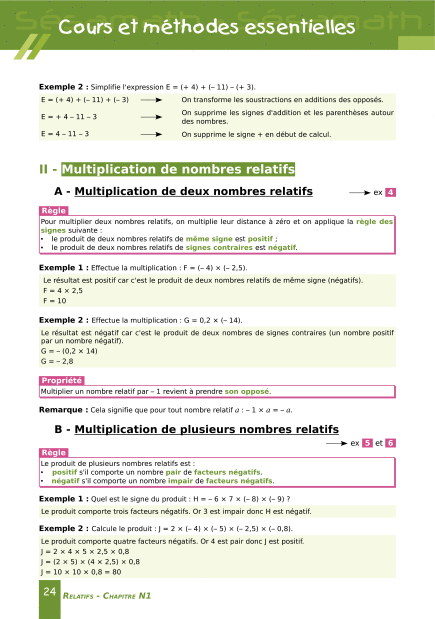 Cours et méthodes essentielles
Exemple 2 : Simplifie l'expression E = (+ 4) + (– 11) – (+ 3).
E = (+ 4) + (– 11) + (– 3) On transforme les soustractions en additions des opposés.
E = + 4 – 11 – 3 On supprime les signes d'addition et les parenthèses autour
des nombres.
E = 4 – 11 – 3 On supprime le signe + en début de calcul.
II - Multiplication de nombres relatifs
A - Multiplication de deux nombres relatifs ex 4
Règle
Pour multiplier deux nombres relatifs, on multiplie leur distance à zéro et on applique la règle des
signes suivante :
• le produit de deux nombres relatifs de même signe est positif ;
• le produit de deux nombres relatifs de signes contraires est négatif.
Exemple 1 : Effectue la multiplication : F = (– 4) × (– 2,5).
Le résultat est positif car c'est le produit de deux nombres relatifs de même signe (négatifs).
F = 4 × 2,5
F = 10
Exemple 2 : Effectue la multiplication : G = 0,2 × (– 14).
Le résultat est négatif car c'est le produit de deux nombres de signes contraires (un nombre positif
par un nombre négatif).
G = – (0,2 × 14)
G = – 2,8
Propriété
Multiplier un nombre relatif par – 1 revient à prendre son opposé.
Remarque : Cela signifie que pour tout nombre relatif a : – 1 × a = – a.
B - Multiplication de plusieurs nombres relatifs
ex 5 et 6
Règle
Le produit de plusieurs nombres relatifs est :
• positif s'il comporte un nombre pair de facteurs négatifs.
• négatif s'il comporte un nombre impair de facteurs négatifs.
Exemple 1 : Quel est le signe du produit : H = – 6 × 7 × (– 8) × (– 9) ?
Le produit comporte trois facteurs négatifs. Or 3 est impair donc H est négatif.
Exemple 2 : Calcule le produit : J = 2 × (– 4) × (– 5) × (– 2,5) × (– 0,8).
Le produit comporte quatre facteurs négatifs. Or 4 est pair donc J est positif.
J = 2 × 4 × 5 × 2,5 × 0,8
J = (2 × 5) × (4 × 2,5) × 0,8
J = 10 × 10 × 0,8 = 80
24 Relatifs - Chapitre N1